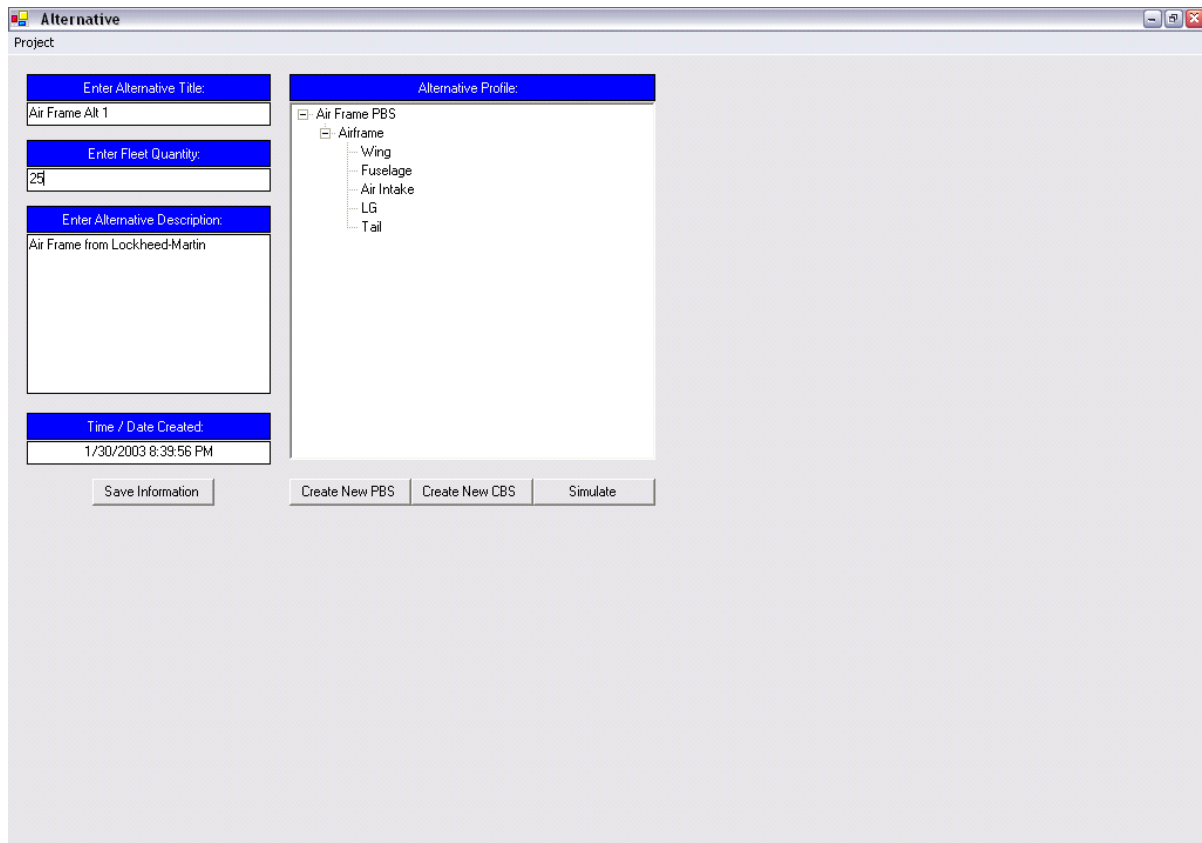 Alternative
Project
Enter Alternative Title:
Air Frame Alt 1
Enter Fleet Quantity:
25
Enter Alternative Description:
Air Frame from Lockheed-Martin
Time / Date Created:
1/30/2003 8:39:56 PM
Save Information
Alternative Profile:
Air Frame PBS
Airframe
Wing
Fuselage
Air Intake
LG
Tail
Create New PBS
Create New CBS
Simulate